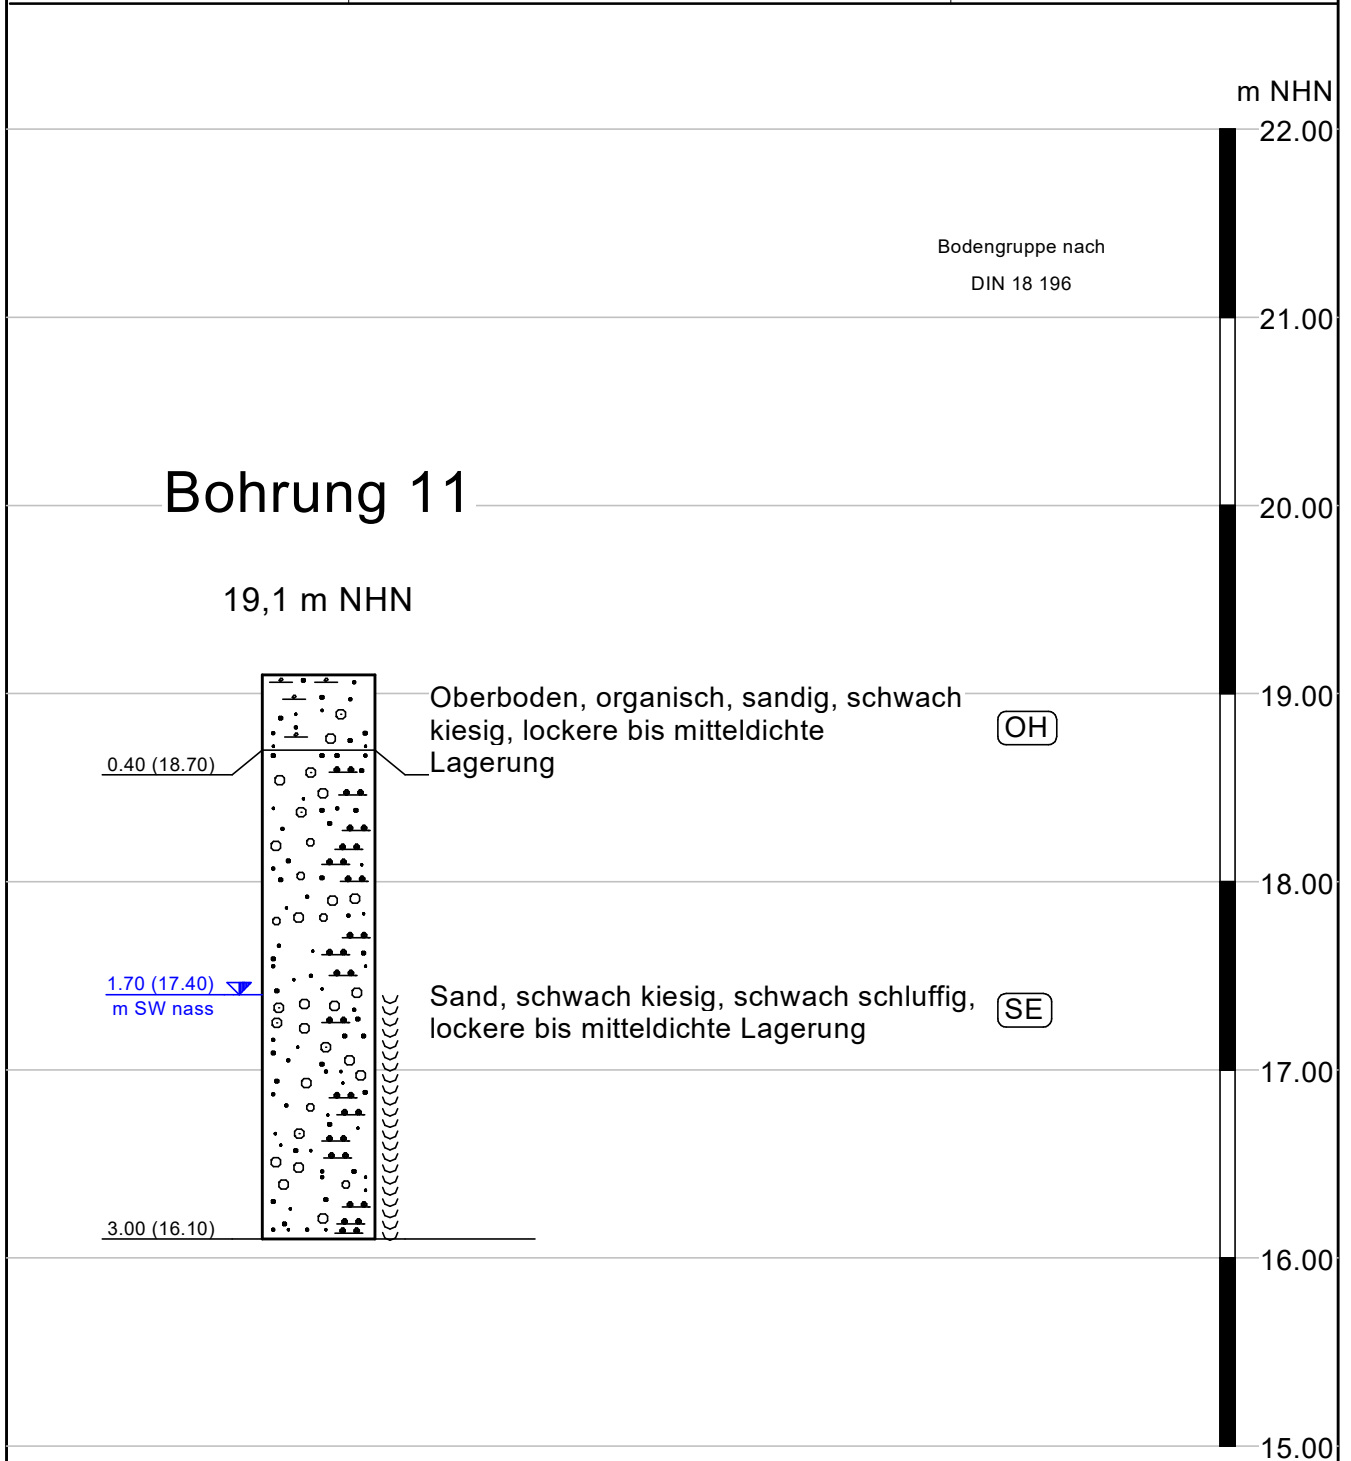 m NHN
22.00
Bodengruppe nach
DIN 18 196
21.00
Bohrung 11
20.00
19,1 m NHN
19.00
Oberboden, organisch, sandig, schwach
kiesig, lockere bis mitteldichte
Lagerung
OH
0.40 (18.70)
18.00
1.70 (17.40)
m SW nass
Sand, schwach kiesig, schwach schluffig,
lockere bis mitteldichte Lagerung
SE
17.00
3.00 (16.10)
16.00
15.00